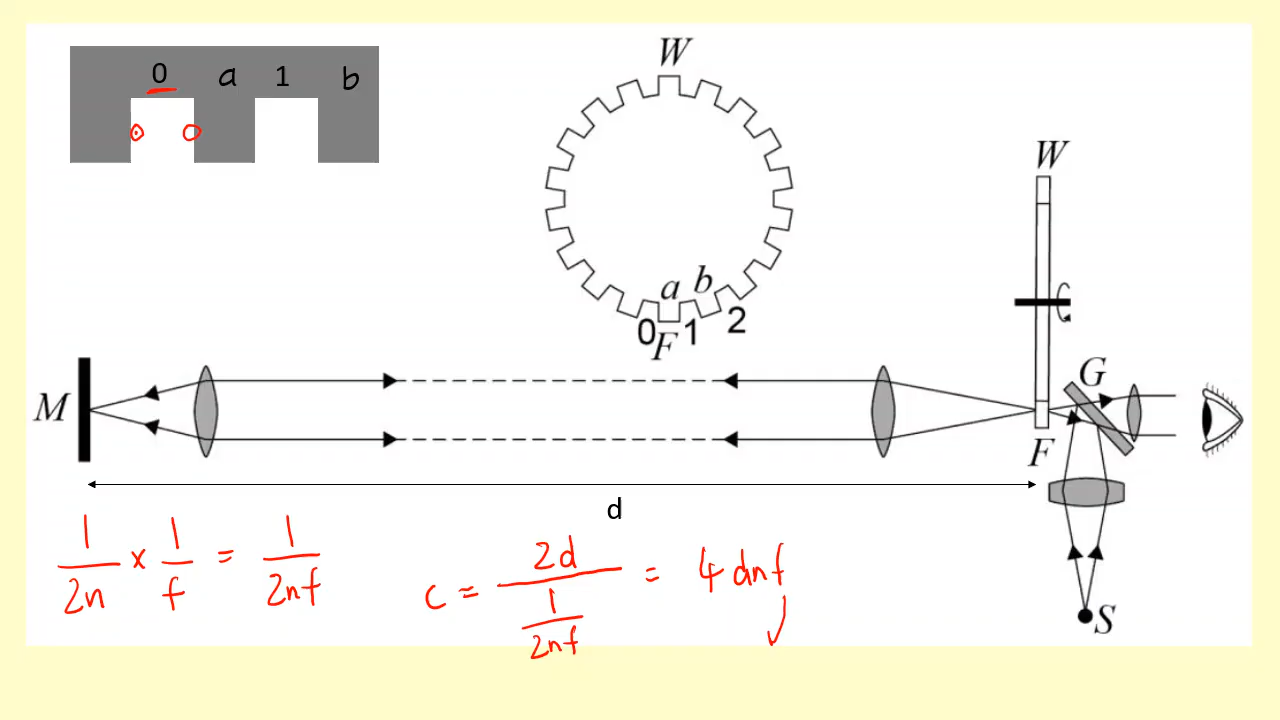 0 a 1 b
W
a b
0 1 2
F
W
G
M
F
d
S
1/2n × 1/f = 1/2nf
c = 2d/(1/2nf) = 4dnf